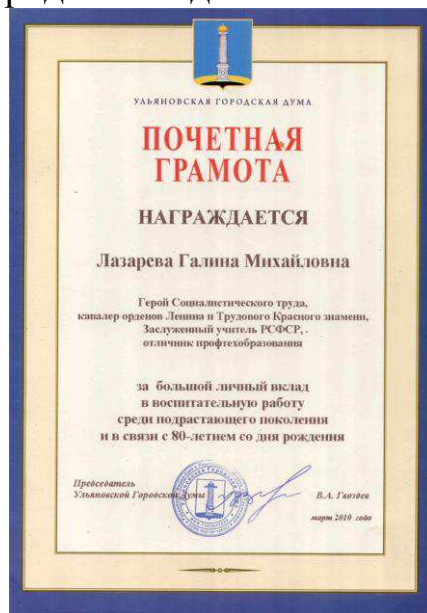 УЛЬЯНОВСКАЯ ГОРОДСКАЯ ДУМА
ПОЧЕТНАЯ
ГРАМОТА
НАГРАЖДАЕТСЯ
Лазарева Галина Михайловна
Герой Социалистического труда,
кавалер орденов Ленина и Трудового Красного знамени,
Заслуженный учитель РСФСР,
отличник профтехобразования
за большой личный вклад
в воспитательную работу
среди подрастающего поколения
и в связи с 80-летием со дня рождения
Председатель
Ульяновской Городской Думы
В.А. Гвоздев
март 2010 года